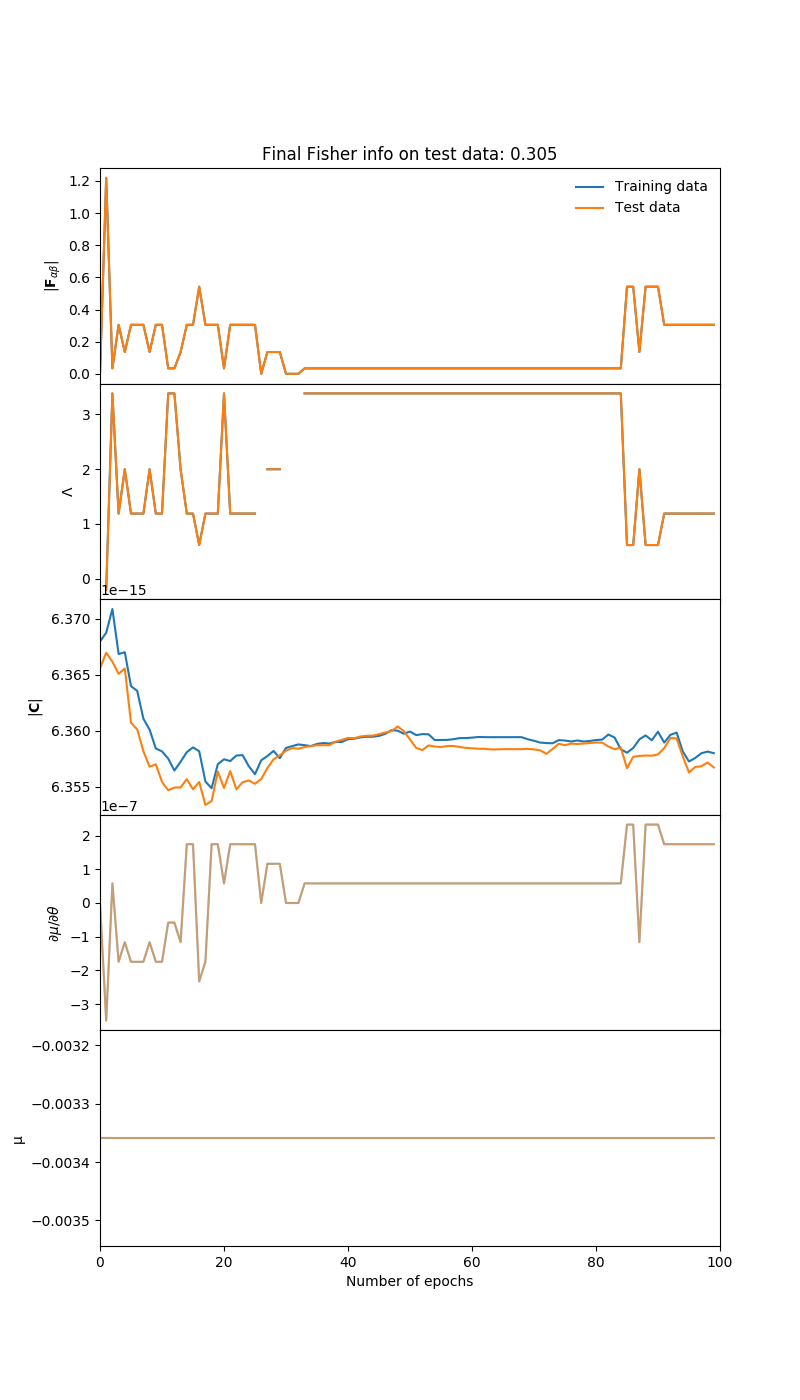 Final Fisher info on test data: 0.305
Training data
Test data
|F_{αβ}|
1.2
1.0
0.8
0.6
0.4
0.2
0.0
Λ
3
2
1
0
1e−15
|C|
6.370
6.365
6.360
6.355
1e−7
∂μ/∂θ
2
1
0
−1
−2
−3
μ
−0.0032
−0.0033
−0.0034
−0.0035
0 20 40 60 80 100
Number of epochs